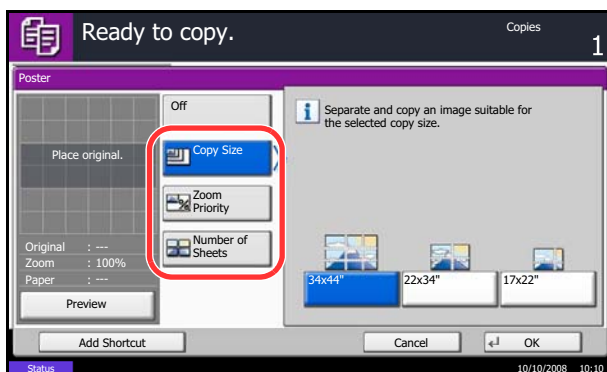 Ready to copy.
Copies
1
Poster
Place original.
Original : ---
Zoom : 100%
Paper : ---
Preview
Off
Copy Size
Zoom
Priority
Number of
Sheets
i
Separate and copy an image suitable for
the selected copy size.
34x44"
22x34"
17x22"
Add Shortcut
Cancel
OK
Status
10/10/2008 10:10